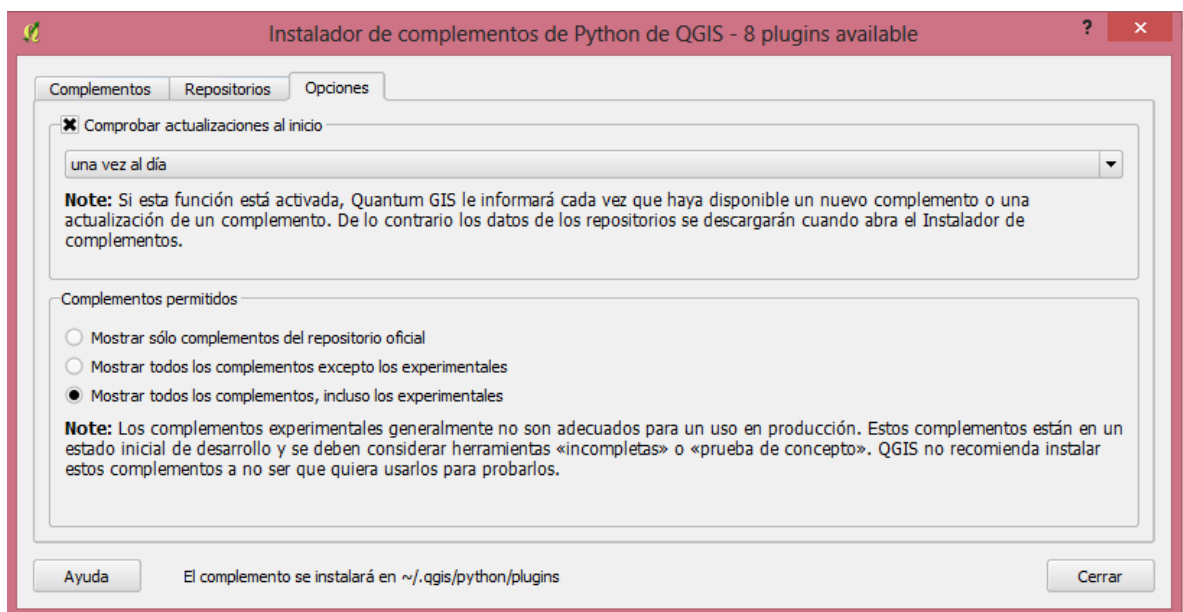 Instalador de complementos de Python de QGIS - 8 plugins available
?
Complementos Repositorios Opciones
Comprobar actualizaciones al inicio
una vez al día
Note: Si esta función está activada, Quantum GIS le informará cada vez que haya disponible un nuevo complemento o una
actualización de un complemento. De lo contrario los datos de los repositorios se descargarán cuando abra el Instalador de
complementos.
Complementos permitidos
Mostrar sólo complementos del repositorio oficial
Mostrar todos los complementos excepto los experimentales
Mostrar todos los complementos, incluso los experimentales
Note: Los complementos experimentales generalmente no son adecuados para un uso en producción. Estos complementos están en un
estado inicial de desarrollo y se deben considerar herramientas «incompletas» o «prueba de concepto». QGIS no recomienda instalar
estos complementos a no ser que quiera usarlos para probarlos.
Ayuda El complemento se instalará en ~/.qgis/python/plugins Cerrar